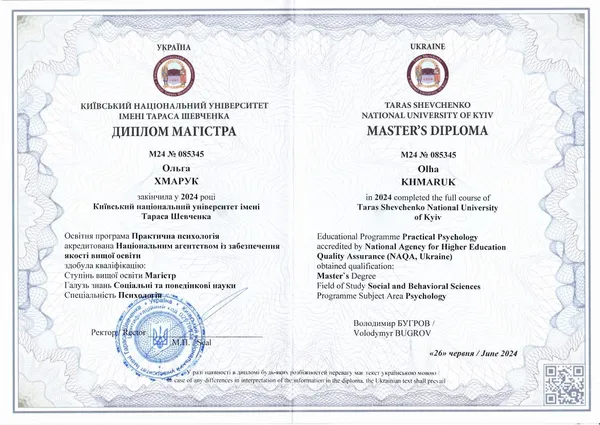 УКРАЇНА
КИЇВСЬКИЙ НАЦІОНАЛЬНИЙ УНІВЕРСИТЕТ
ІМЕНІ ТАРАСА ШЕВЧЕНКА
ДИПЛОМ МАГІСТРА
М24 № 085345
Ольга
ХМАРУК
закінчила у 2024 році
Київський національний університет імені
Тараса Шевченка
Освітня програма Практична психологія
акредитована Національним агентством із забезпечення
якості вищої освіти
здобула кваліфікацію:
Ступінь вищої освіти Магістр
Галузь знань Соціальні та поведінкові науки
Спеціальність Психологія
Ректор/ Rector
М.П. / Seal
UKRAINE
TARAS SHEVCHENKO
NATIONAL UNIVERSITY OF KYIV
MASTER'S DIPLOMA
M24 № 085345
Olha
KHMARUK
in 2024 completed the full course of
Taras Shevchenko National University
of Kyiv
Educational Programme Practical Psychology
accredited by National Agency for Higher Education
Quality Assurance (NAQA, Ukraine)
obtained qualification:
Master`s Degree
Field of Study Social and Behavioral Sciences
Programme Subject Area Psychology
Володимир БУГРОВ /
Volodymyr BUGROV
«26» червня / June 2024
У разі наявності в дипломі будь-яких розбіжностей перевагу має текст українською мовою /
In case of any differences in interpretation of the information in the diploma, the Ukrainian text shall prevail